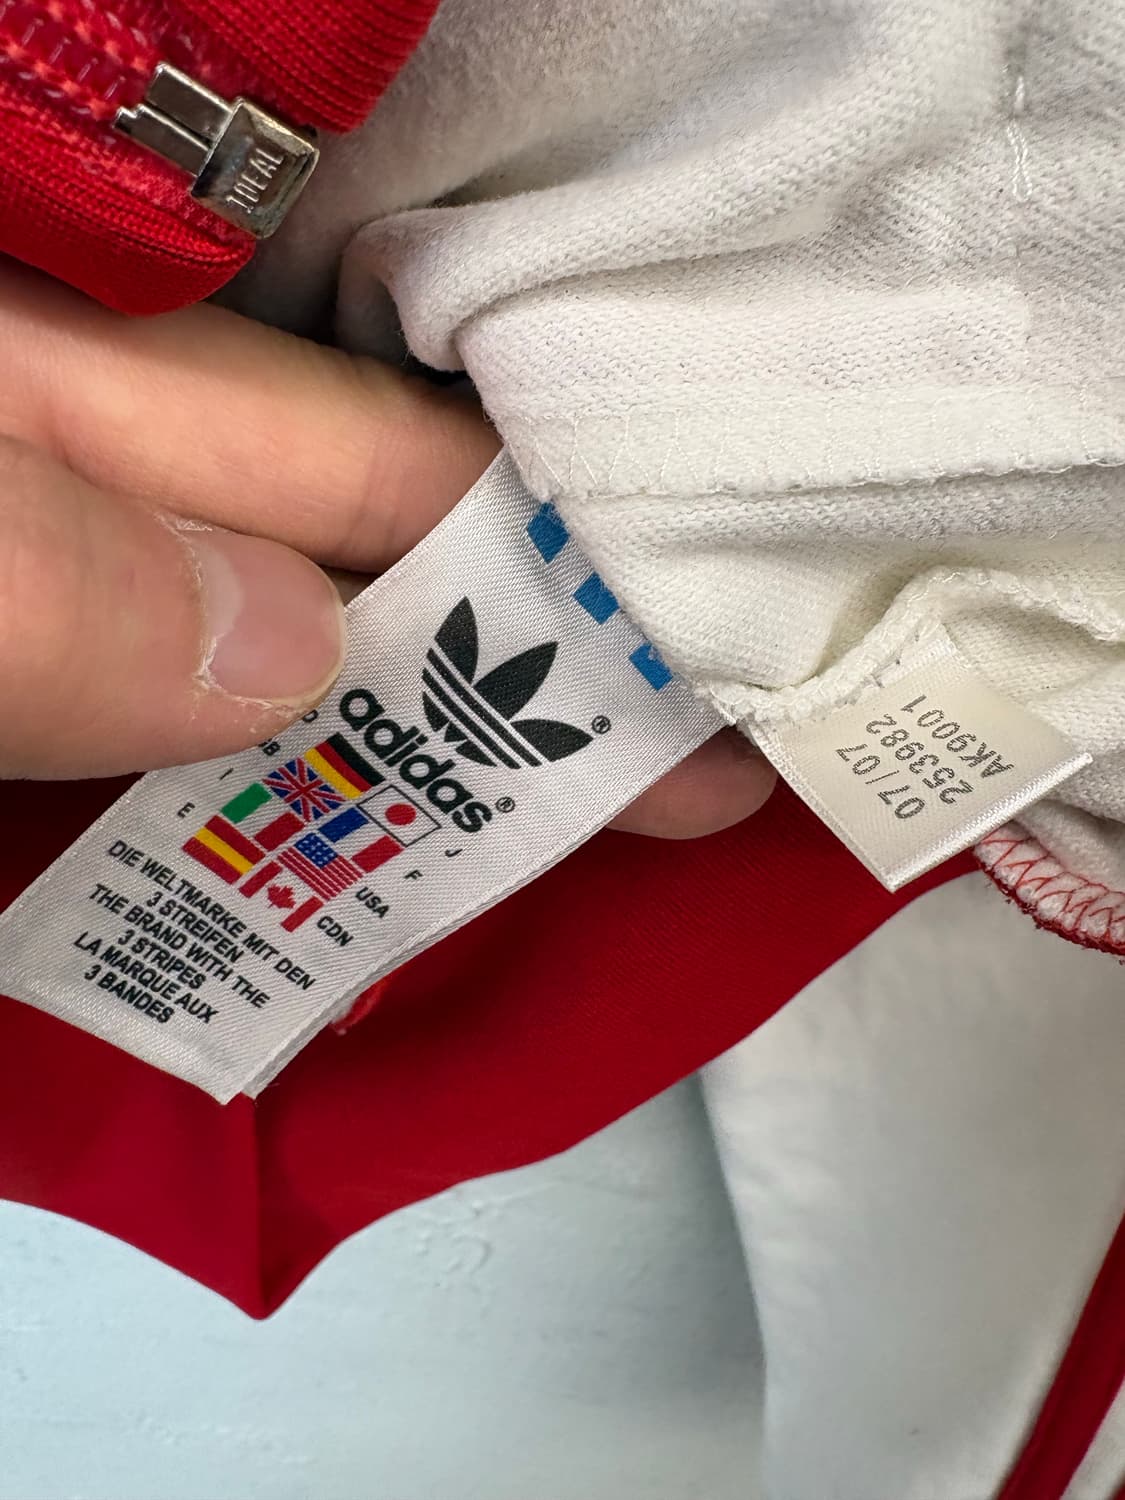 IDEAL
adidas®
®
D
GB
I
E
J
F
USA
CDN
DIE WELTMARKE MIT DEN
3 STREIFEN
THE BRAND WITH THE
3 STRIPES
LA MARQUE AUX
3 BANDES
07/07
253982
AK9001